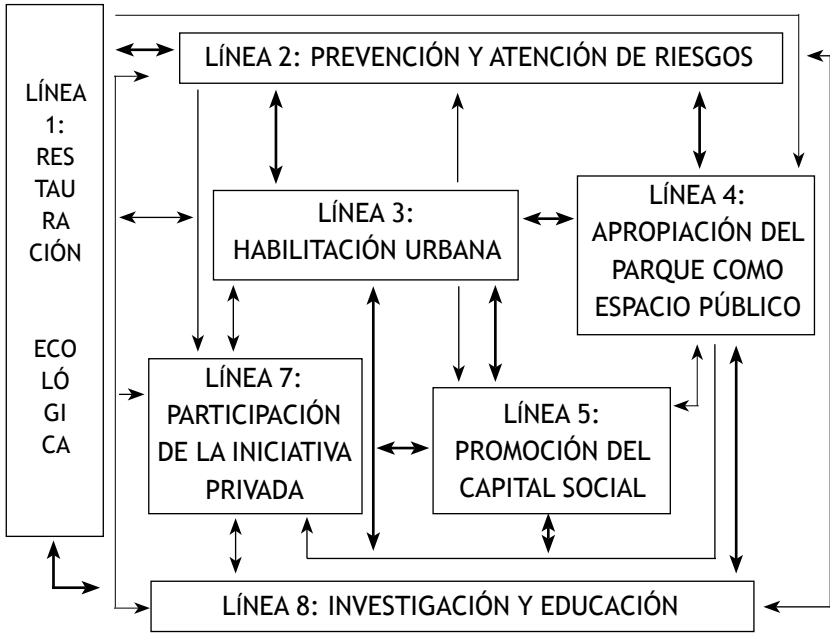 LÍNEA
1:
RES
TAU
RA
CIÓN
ECO
LÓ
GI
CA
LÍNEA 2: PREVENCIÓN Y ATENCIÓN DE RIESGOS
LÍNEA 3:
HABILITACIÓN URBANA
LÍNEA 4:
APROPIACIÓN DEL
PARQUE COMO
ESPACIO PÚBLICO
LÍNEA 7:
PARTICIPACIÓN
DE LA INICIATIVA
PRIVADA
LÍNEA 5:
PROMOCIÓN DEL
CAPITAL SOCIAL
LÍNEA 8: INVESTIGACIÓN Y EDUCACIÓN